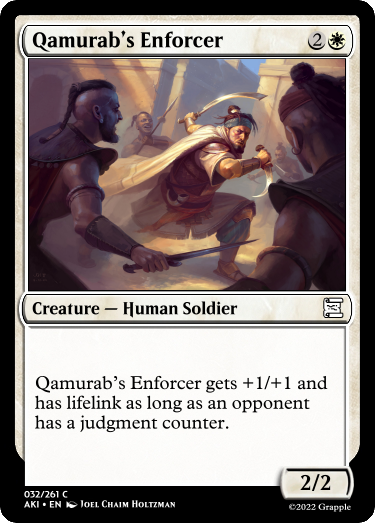 Qamurab's Enforcer 2
Creature — Human Soldier
Qamurab's Enforcer gets +1/+1 and
has lifelink as long as an opponent
has a judgment counter.
2/2
032/261 C
AKI • EN Joel Chaim Holtzman
©2022 Grapple